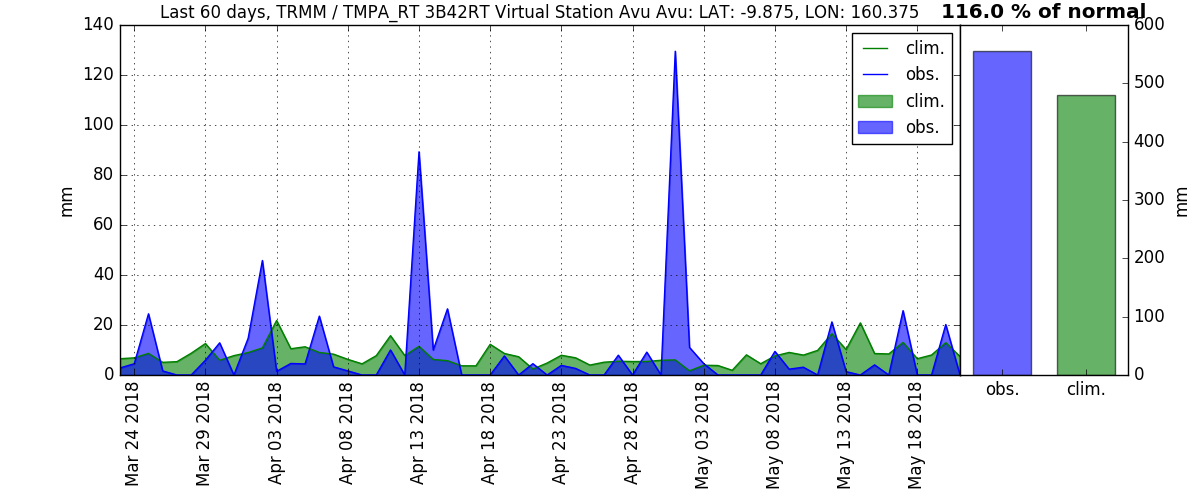 Last 60 days, TRMM / TMPA_RT 3B42RT Virtual Station Avu Avu: LAT: -9.875, LON: 160.375
116.0 % of normal
mm
140
120
100
80
60
40
20
0
clim.
obs.
clim.
obs.
Mar 24 2018
Mar 29 2018
Apr 03 2018
Apr 08 2018
Apr 13 2018
Apr 18 2018
Apr 23 2018
Apr 28 2018
May 03 2018
May 08 2018
May 13 2018
May 18 2018
600
500
400
300
200
100
0
mm
obs.
clim.